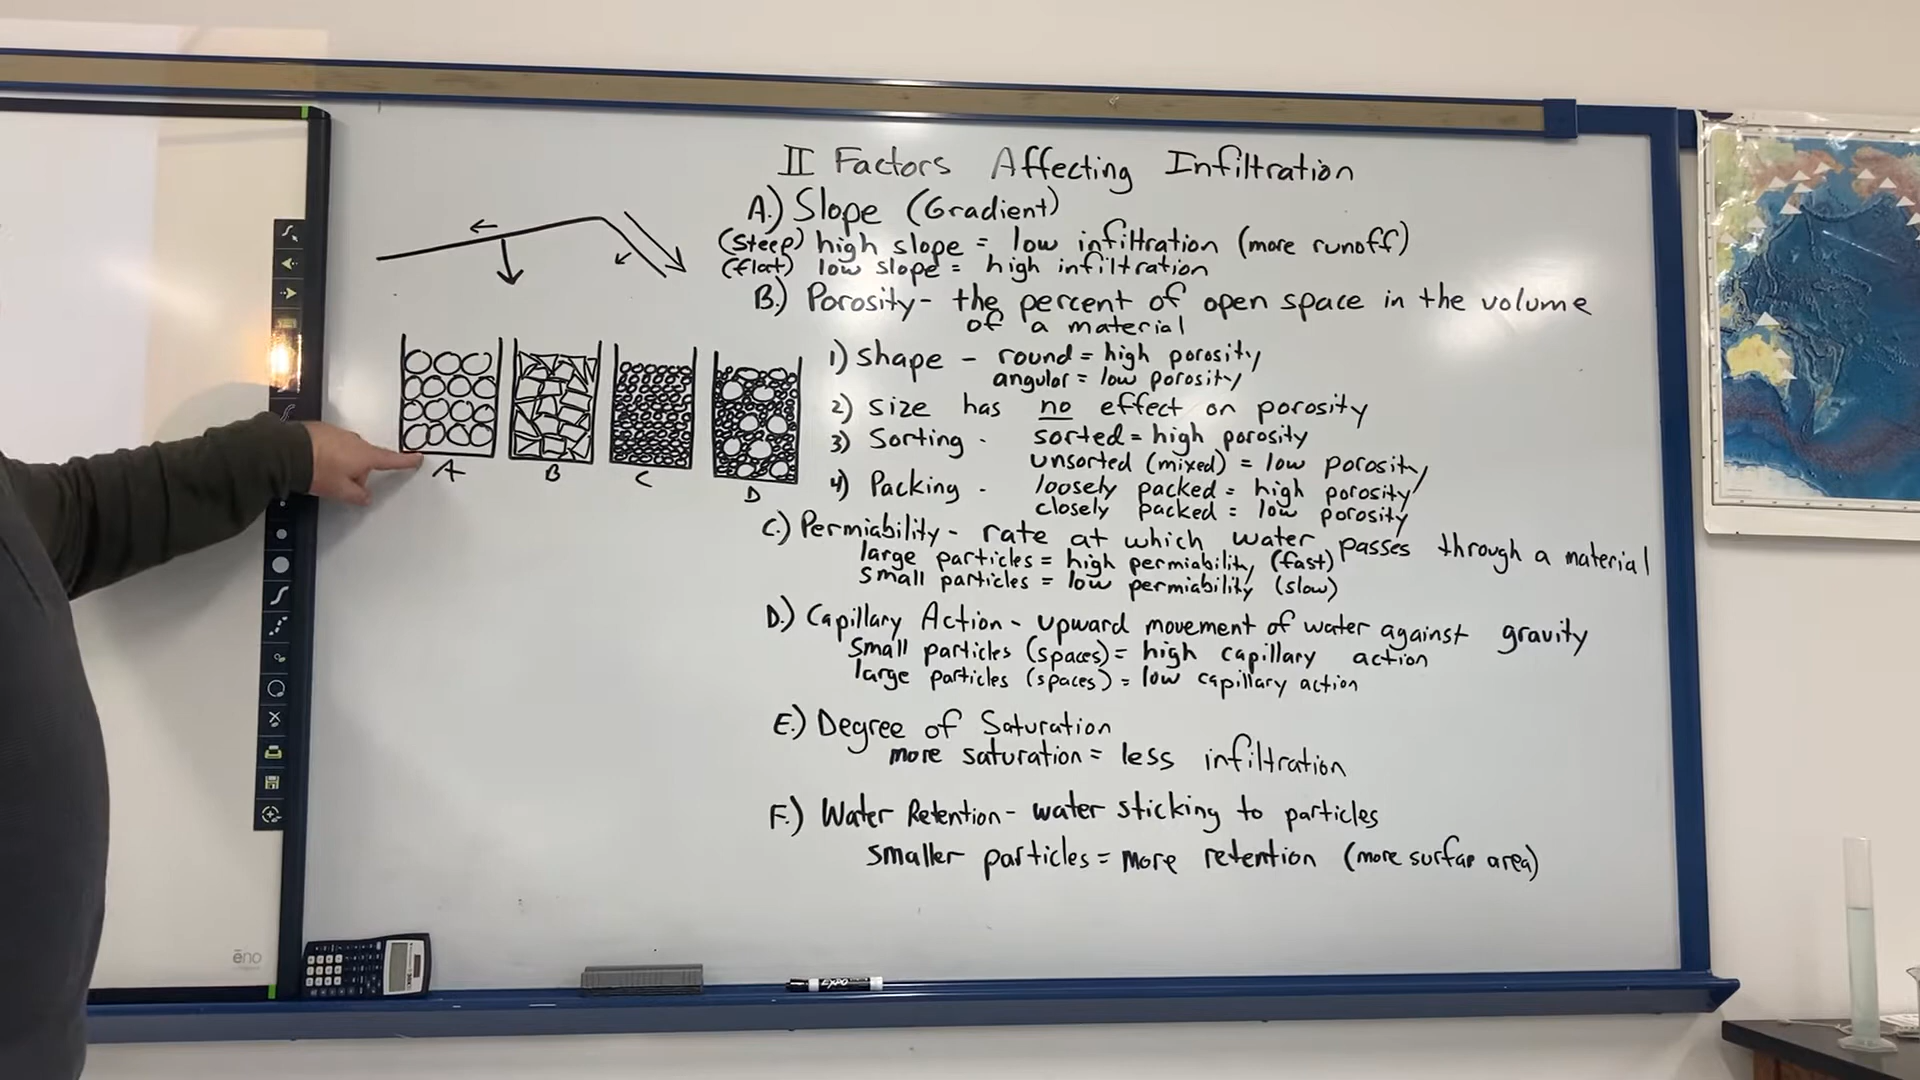 II Factors Affecting Infiltration
A.) Slope (Gradient)
(steep) high slope = low infiltration (more runoff)
(flat) low slope = high infiltration
B.) Porosity - the percent of open space in the volume
of a material
1) shape - round = high porosity
angular = low porosity
2) size has no effect on porosity
3) Sorting - sorted = high porosity
unsorted (mixed) = low porosity
4) Packing - loosely packed = high porosity
closely packed = low porosity
C.) Permiability - rate at which water passes through a material
large particles = high permiability (fast)
small particles = low permiability (slow)
D.) Capillary Action - upward movement of water against gravity
small particles (spaces) = high capillary action
large particles (spaces) = low capillary action
E.) Degree of Saturation
more saturation = less infiltration
F.) Water Retention - water sticking to particles
smaller particles = more retention (more surfac area)
A
B
C
D
ēno
EXPO